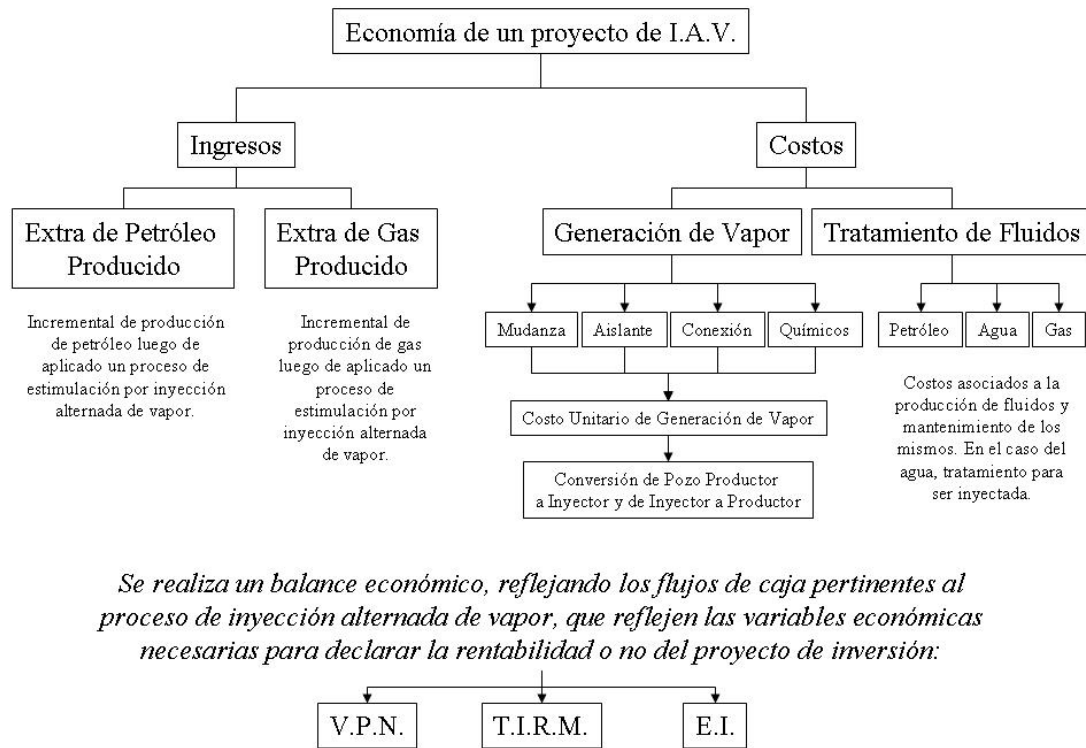 Economía de un proyecto de I.A.V.
Ingresos
Costos
Extra de Petróleo
Producido
Extra de Gas
Producido
Generación de Vapor
Tratamiento de Fluidos
Incremental de producción
de petróleo luego de
aplicado un proceso de
estimulación por inyección
alternada de vapor.
Incremental de
producción de gas
luego de aplicado un
proceso de
estimulación por
inyección alternada
de vapor.
Mudanza
Aislante
Conexión
Químicos
Petróleo
Agua
Gas
Costo Unitario de Generación de Vapor
Conversión de Pozo Productor
a Inyector y de Inyector a Productor
Costos asociados a la
producción de fluidos y
mantenimiento de los
mismos. En el caso del
agua, tratamiento para
ser inyectada.
Se realiza un balance económico, reflejando los flujos de caja pertinentes al
proceso de inyección alternada de vapor, que reflejen las variables económicas
necesarias para declarar la rentabilidad o no del proyecto de inversión:
V.P.N.
T.I.R.M.
E.I.